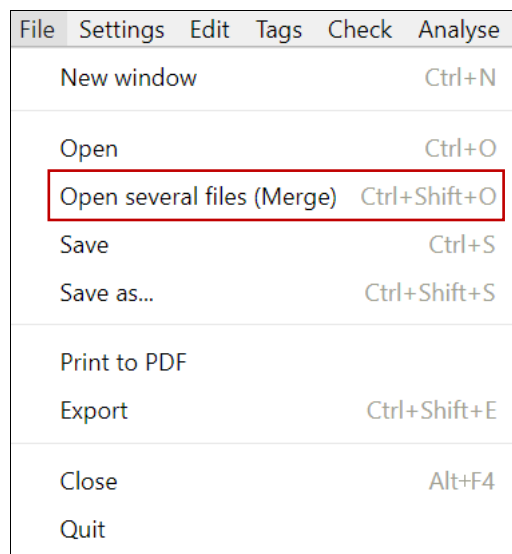 File Settings Edit Tags Check Analyse
New window Ctrl+N
Open Ctrl+O
Open several files (Merge) Ctrl+Shift+O
Save Ctrl+S
Save as... Ctrl+Shift+S
Print to PDF
Export Ctrl+Shift+E
Close Alt+F4
Quit